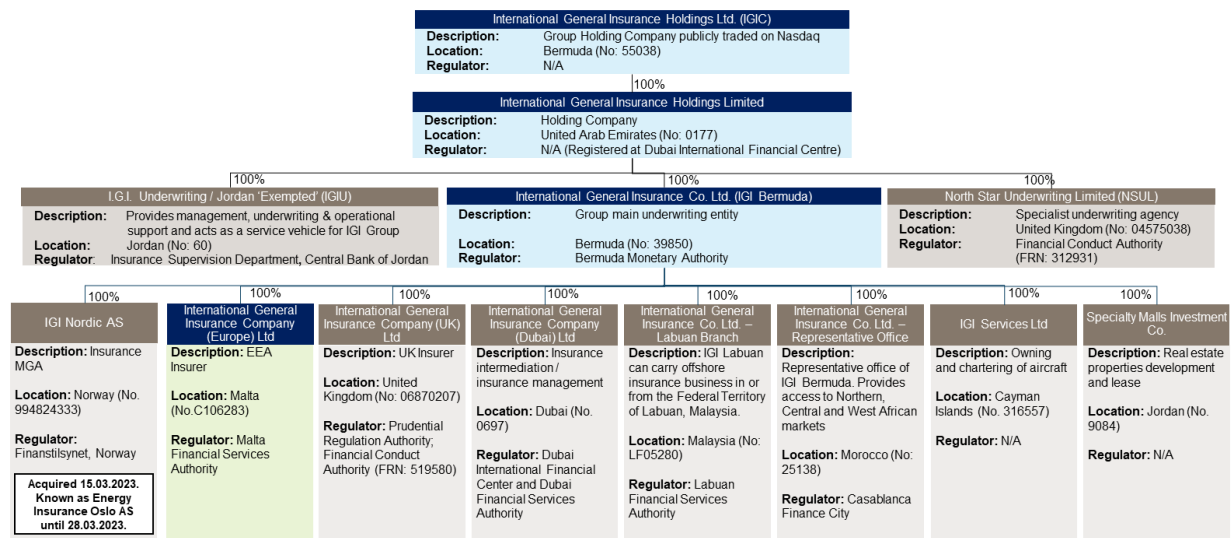 International General Insurance Holdings Ltd. (IGIC)
Description: Group Holding Company publicly traded on Nasdaq
Location: Bermuda (No: 55038)
Regulator: N/A
100%
International General Insurance Holdings Limited
Description: Holding Company
Location: United Arab Emirates (No: 0177)
Regulator: N/A (Registered at Dubai International Financial Centre)
100%
100%
100%
I.G.I. Underwriting / Jordan ‘Exempted’ (IGIU)
Description: Provides management, underwriting & operational
support and acts as a service vehicle for IGI Group
Location: Jordan (No: 60)
Regulator: Insurance Supervision Department, Central Bank of Jordan
International General Insurance Co. Ltd. (IGI Bermuda)
Description: Group main underwriting entity
Location: Bermuda (No: 39850)
Regulator: Bermuda Monetary Authority
North Star Underwriting Limited (NSUL)
Description: Specialist underwriting agency
Location: United Kingdom (No: 04575038)
Regulator: Financial Conduct Authority
(FRN: 312931)
100%
100%
100%
100%
100%
100%
100%
100%
IGI Nordic AS
Description: Insurance
MGA
Location: Norway (No.
994824333)
Regulator:
Finanstilsynet, Norway
Acquired 15.03.2023.
Known as Energy
Insurance Oslo AS
until 28.03.2023.
International General
Insurance Company
(Europe) Ltd
Description: EEA
Insurer
Location: Malta
(No.C106283)
Regulator: Malta
Financial Services
Authority
International General
Insurance Company (UK)
Ltd
Description: UK Insurer
Location: United
Kingdom (No: 06870207)
Regulator: Prudential
Regulation Authority;
Financial Conduct
Authority (FRN: 519580)
International General
Insurance Company
(Dubai) Ltd
Description: Insurance
intermediation /
insurance management
Location: Dubai (No.
0697)
Regulator: Dubai
International Financial
Center and Dubai
Financial Services
Authority
International General
Insurance Co. Ltd. –
Labuan Branch
Description: IGI Labuan
can carry offshore
insurance business in or
from the Federal Territory
of Labuan, Malaysia.
Location: Malaysia (No:
LF05280)
Regulator: Labuan
Financial Services
Authority
International General
Insurance Co. Ltd. –
Representative Office
Description:
Representative office of
IGI Bermuda. Provides
access to Northern,
Central and West African
markets
Location: Morocco (No:
25138)
Regulator: Casablanca
Finance City
IGI Services Ltd
Description: Owning
and chartering of aircraft
Location: Cayman
Islands (No. 316557)
Regulator: N/A
Specialty Malls Investment
Co.
Description: Real estate
properties development
and lease
Location: Jordan (No.
9084)
Regulator: N/A